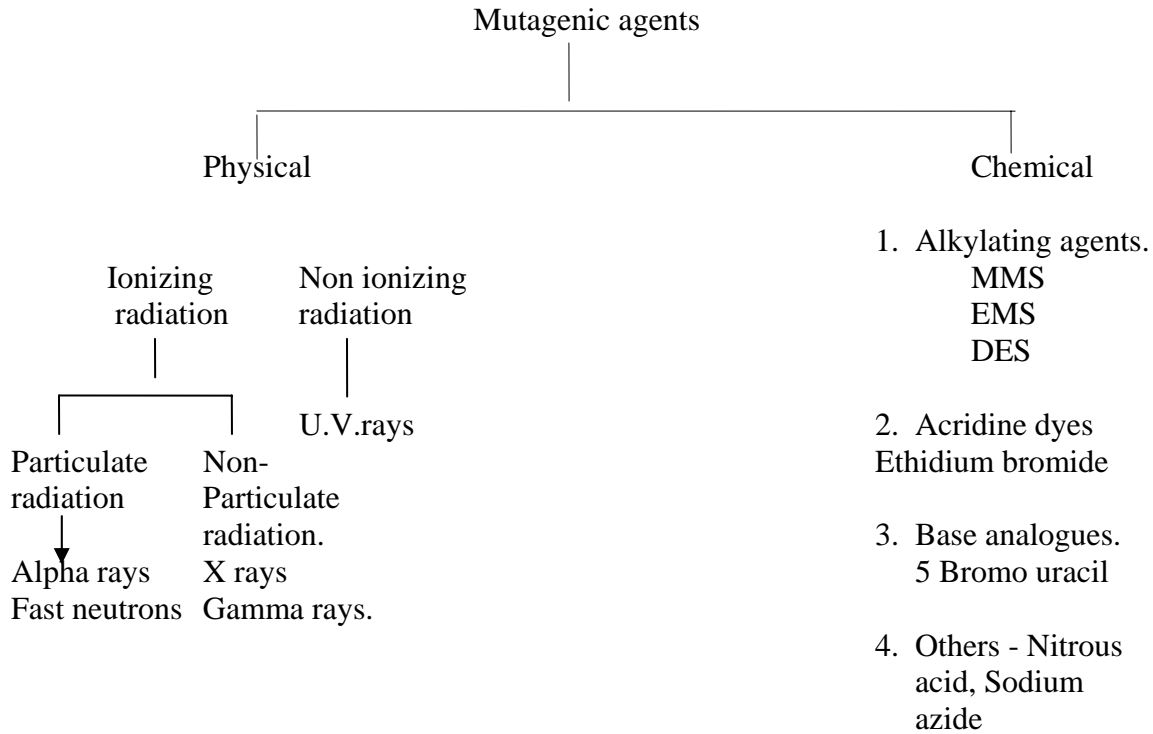 Mutagenic agents
Physical
Chemical
Ionizing
radiation
Non ionizing
radiation
U.V.rays
Particulate
radiation
Alpha rays
Fast neutrons
Non-
Particulate
radiation.
X rays
Gamma rays.
1. Alkylating agents.
MMS
EMS
DES
2. Acridine dyes
Ethidium bromide
3. Base analogues.
5 Bromo uracil
4. Others - Nitrous
acid, Sodium
azide